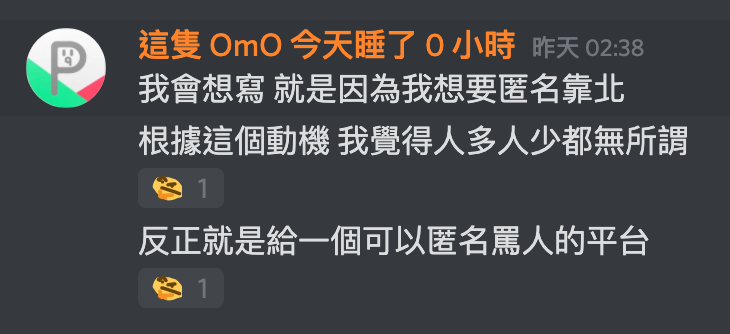 這隻 OmO 今天睡了 0 小時 昨天 02:38
我會想寫 就是因為我想要匿名靠北
根據這個動機 我覺得人多人少都無所謂
1
反正就是給一個可以匿名罵人的平台
1